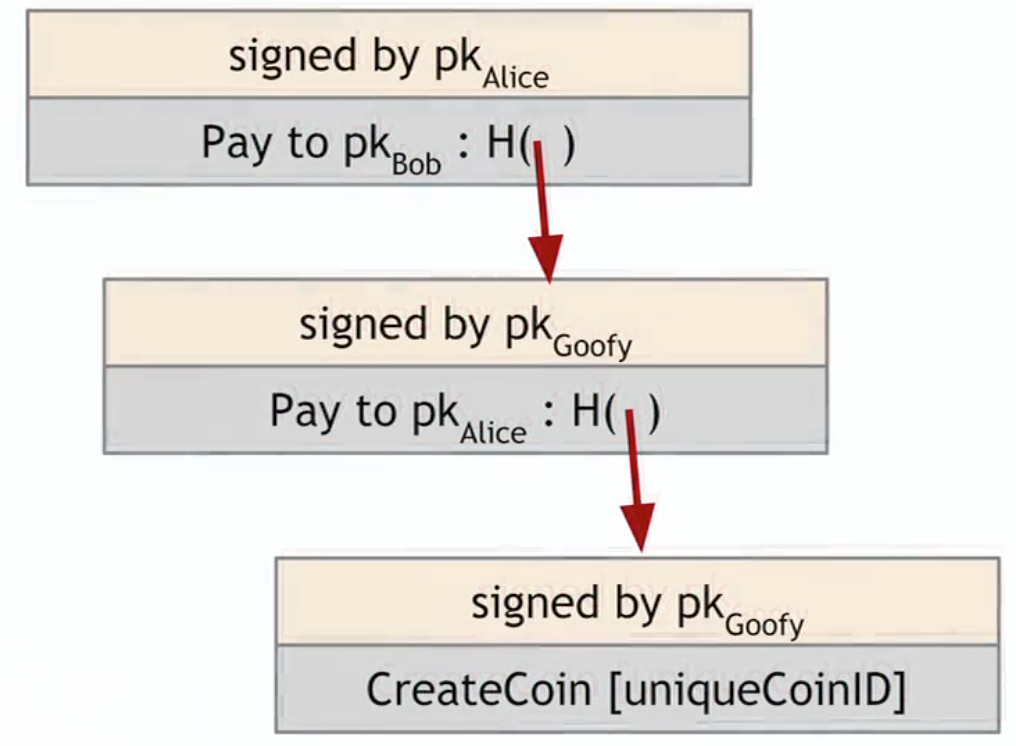 signed by pkAlice
Pay to pkBob : H( )
signed by pkGoofy
Pay to pkAlice : H( )
signed by pkGoofy
CreateCoin [uniqueCoinID]